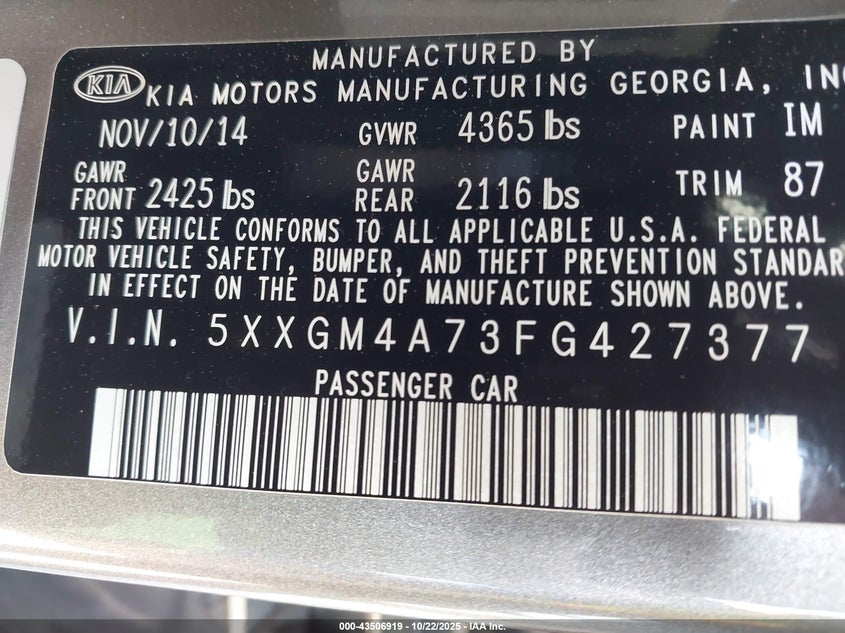 MANUFACTURED BY
KIA KIA MOTORS MANUFACTURING GEORGIA, INC
NOV/10/14 GVWR 4365 lbs PAINT IM
GAWR FRONT 2425 lbs GAWR REAR 2116 lbs TRIM 87
THIS VEHICLE CONFORMS TO ALL APPLICABLE U.S.A. FEDERAL
MOTOR VEHICLE SAFETY, BUMPER, AND THEFT PREVENTION STANDAR
IN EFFECT ON THE DATE OF MANUFACTURE SHOWN ABOVE.
V.I.N. 5XXGM4A73FG427377
PASSENGER CAR
000-43506919 - 10/22/2025 - IAA Inc.